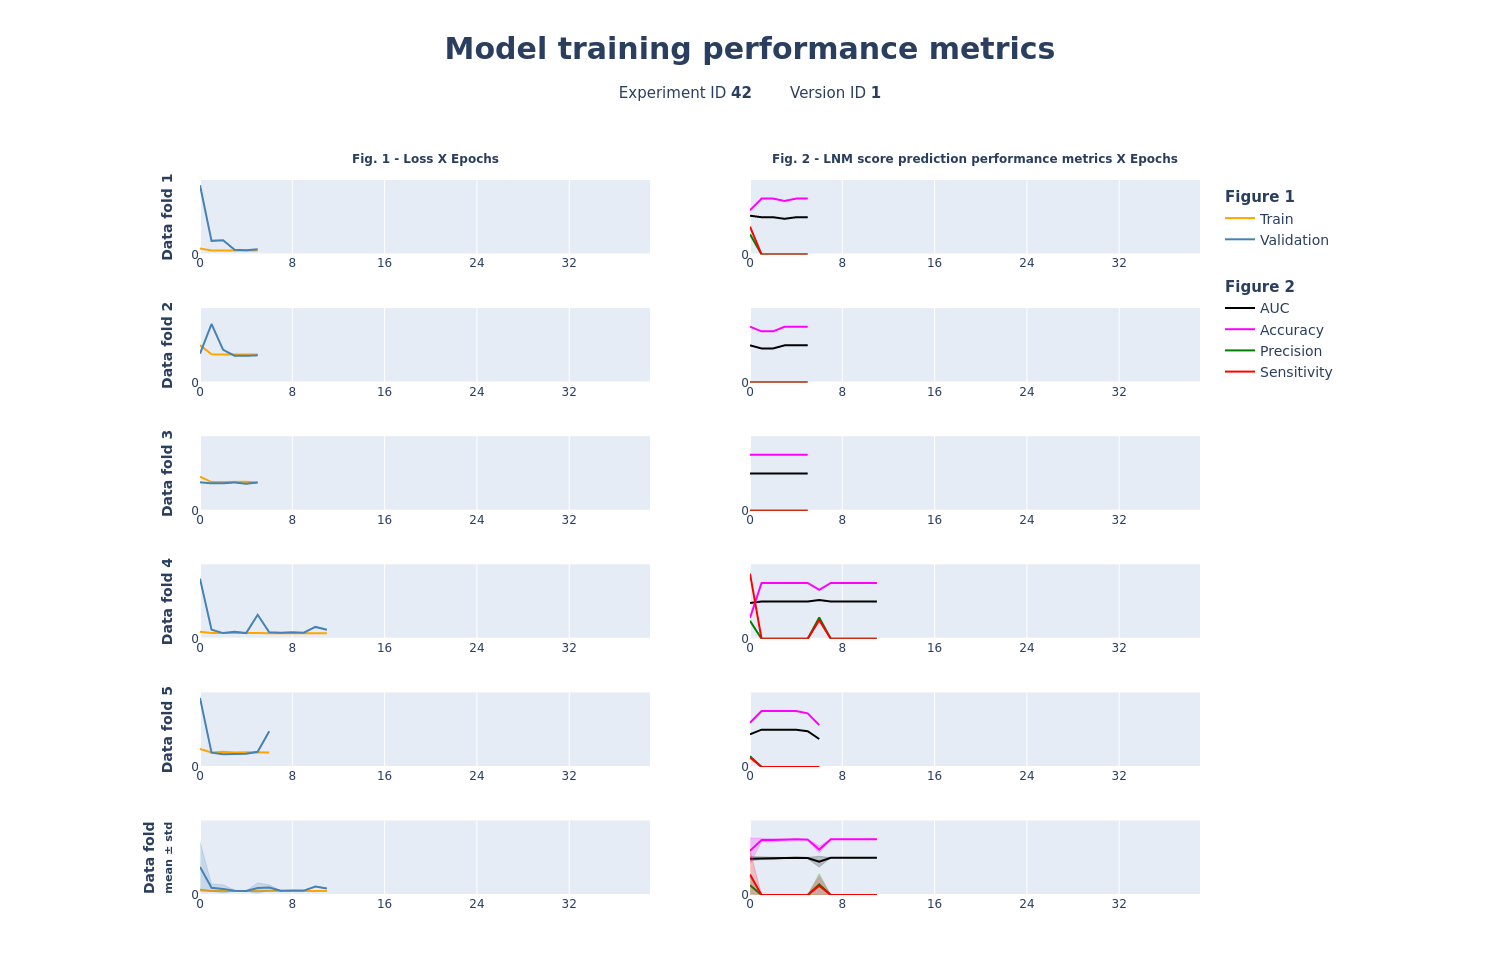 Model training performance metrics
Experiment ID 42 Version ID 1
Fig. 1 - Loss X Epochs
Fig. 2 - LNM score prediction performance metrics X Epochs
Data fold 1
0
0 8 16 24 32
0
0 8 16 24 32
Figure 1
Train
Validation
Figure 2
AUC
Accuracy
Precision
Sensitivity
Data fold 2
0
0 8 16 24 32
0
0 8 16 24 32
Data fold 3
0
0 8 16 24 32
0
0 8 16 24 32
Data fold 4
0
0 8 16 24 32
0
0 8 16 24 32
Data fold 5
0
0 8 16 24 32
0
0 8 16 24 32
Data fold
mean ± std
0
0 8 16 24 32
0
0 8 16 24 32